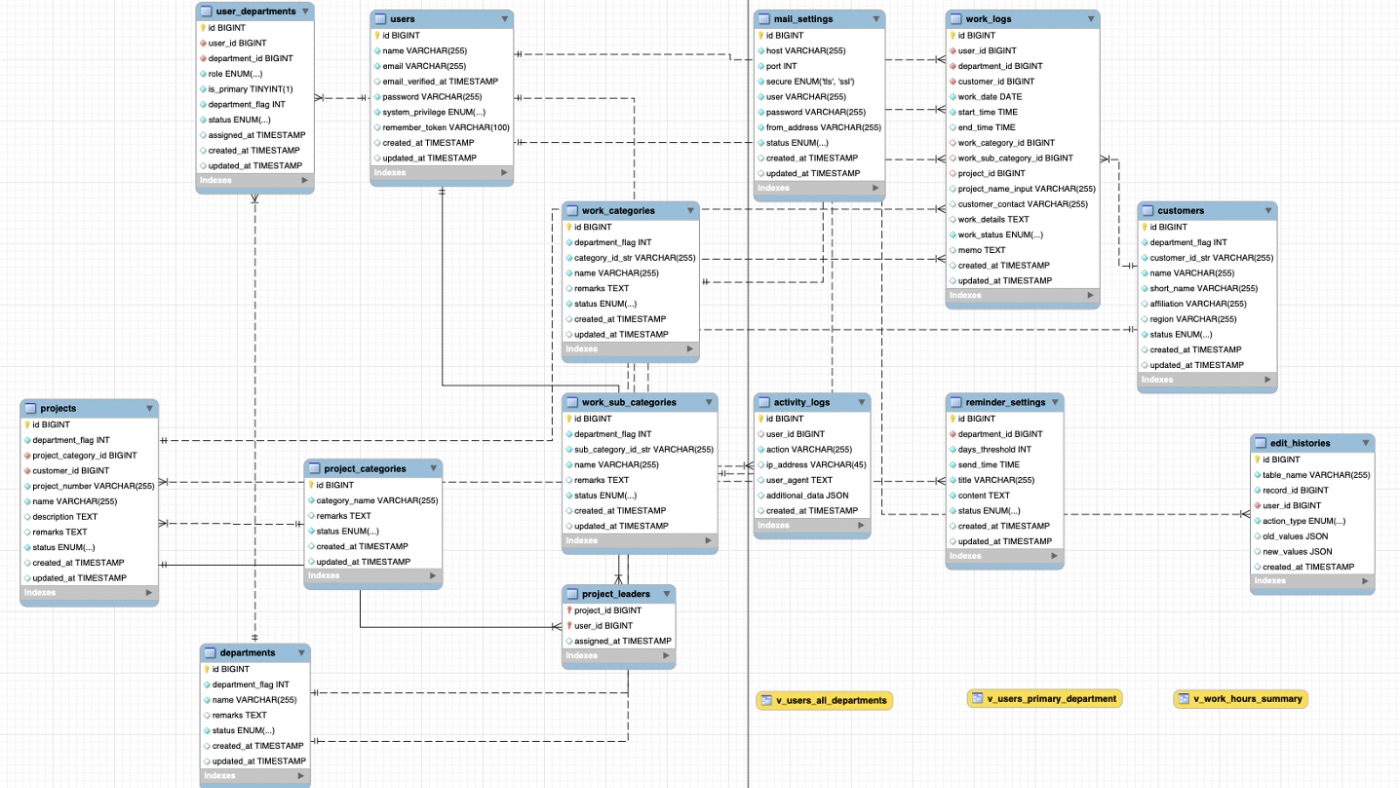 user_departments
id BIGINT
user_id BIGINT
department_id BIGINT
role ENUM(...)
is_primary TINYINT(1)
department_flag INT
status ENUM(...)
assigned_at TIMESTAMP
created_at TIMESTAMP
updated_at TIMESTAMP
Indexes
users
id BIGINT
name VARCHAR(255)
email VARCHAR(255)
email_verified_at TIMESTAMP
password VARCHAR(255)
system_privilege ENUM(...)
remember_token VARCHAR(100)
created_at TIMESTAMP
updated_at TIMESTAMP
Indexes
mail_settings
id BIGINT
host VARCHAR(255)
port INT
secure ENUM('tls', 'ssl')
user VARCHAR(255)
password VARCHAR(255)
from_address VARCHAR(255)
status ENUM(...)
created_at TIMESTAMP
updated_at TIMESTAMP
Indexes
work_logs
id BIGINT
user_id BIGINT
department_id BIGINT
customer_id BIGINT
work_date DATE
start_time TIME
end_time TIME
work_category_id BIGINT
work_sub_category_id BIGINT
project_id BIGINT
project_name_input VARCHAR(255)
customer_contact VARCHAR(255)
work_details TEXT
work_status ENUM(...)
memo TEXT
created_at TIMESTAMP
updated_at TIMESTAMP
Indexes
work_categories
id BIGINT
department_flag INT
category_id_str VARCHAR(255)
name VARCHAR(255)
remarks TEXT
status ENUM(...)
created_at TIMESTAMP
updated_at TIMESTAMP
Indexes
customers
id BIGINT
department_flag INT
customer_id_str VARCHAR(255)
name VARCHAR(255)
short_name VARCHAR(255)
affiliation VARCHAR(255)
region VARCHAR(255)
status ENUM(...)
created_at TIMESTAMP
updated_at TIMESTAMP
Indexes
projects
id BIGINT
department_flag INT
project_category_id BIGINT
customer_id BIGINT
project_number VARCHAR(255)
name VARCHAR(255)
description TEXT
remarks TEXT
status ENUM(...)
created_at TIMESTAMP
updated_at TIMESTAMP
Indexes
project_categories
id BIGINT
category_name VARCHAR(255)
remarks TEXT
status ENUM(...)
created_at TIMESTAMP
updated_at TIMESTAMP
Indexes
work_sub_categories
id BIGINT
department_flag INT
sub_category_id_str VARCHAR(255)
name VARCHAR(255)
remarks TEXT
status ENUM(...)
created_at TIMESTAMP
updated_at TIMESTAMP
Indexes
activity_logs
id BIGINT
user_id BIGINT
action VARCHAR(255)
ip_address VARCHAR(45)
user_agent TEXT
additional_data JSON
created_at TIMESTAMP
Indexes
reminder_settings
id BIGINT
department_id BIGINT
days_threshold INT
send_time TIME
title VARCHAR(255)
content TEXT
status ENUM(...)
created_at TIMESTAMP
updated_at TIMESTAMP
Indexes
edit_histories
id BIGINT
table_name VARCHAR(255)
record_id BIGINT
user_id BIGINT
action_type ENUM(...)
old_values JSON
new_values JSON
created_at TIMESTAMP
Indexes
project_leaders
project_id BIGINT
user_id BIGINT
assigned_at TIMESTAMP
Indexes
departments
id BIGINT
department_flag INT
name VARCHAR(255)
remarks TEXT
status ENUM(...)
created_at TIMESTAMP
updated_at TIMESTAMP
Indexes
v_users_all_departments
v_users_primary_department
v_work_hours_summary